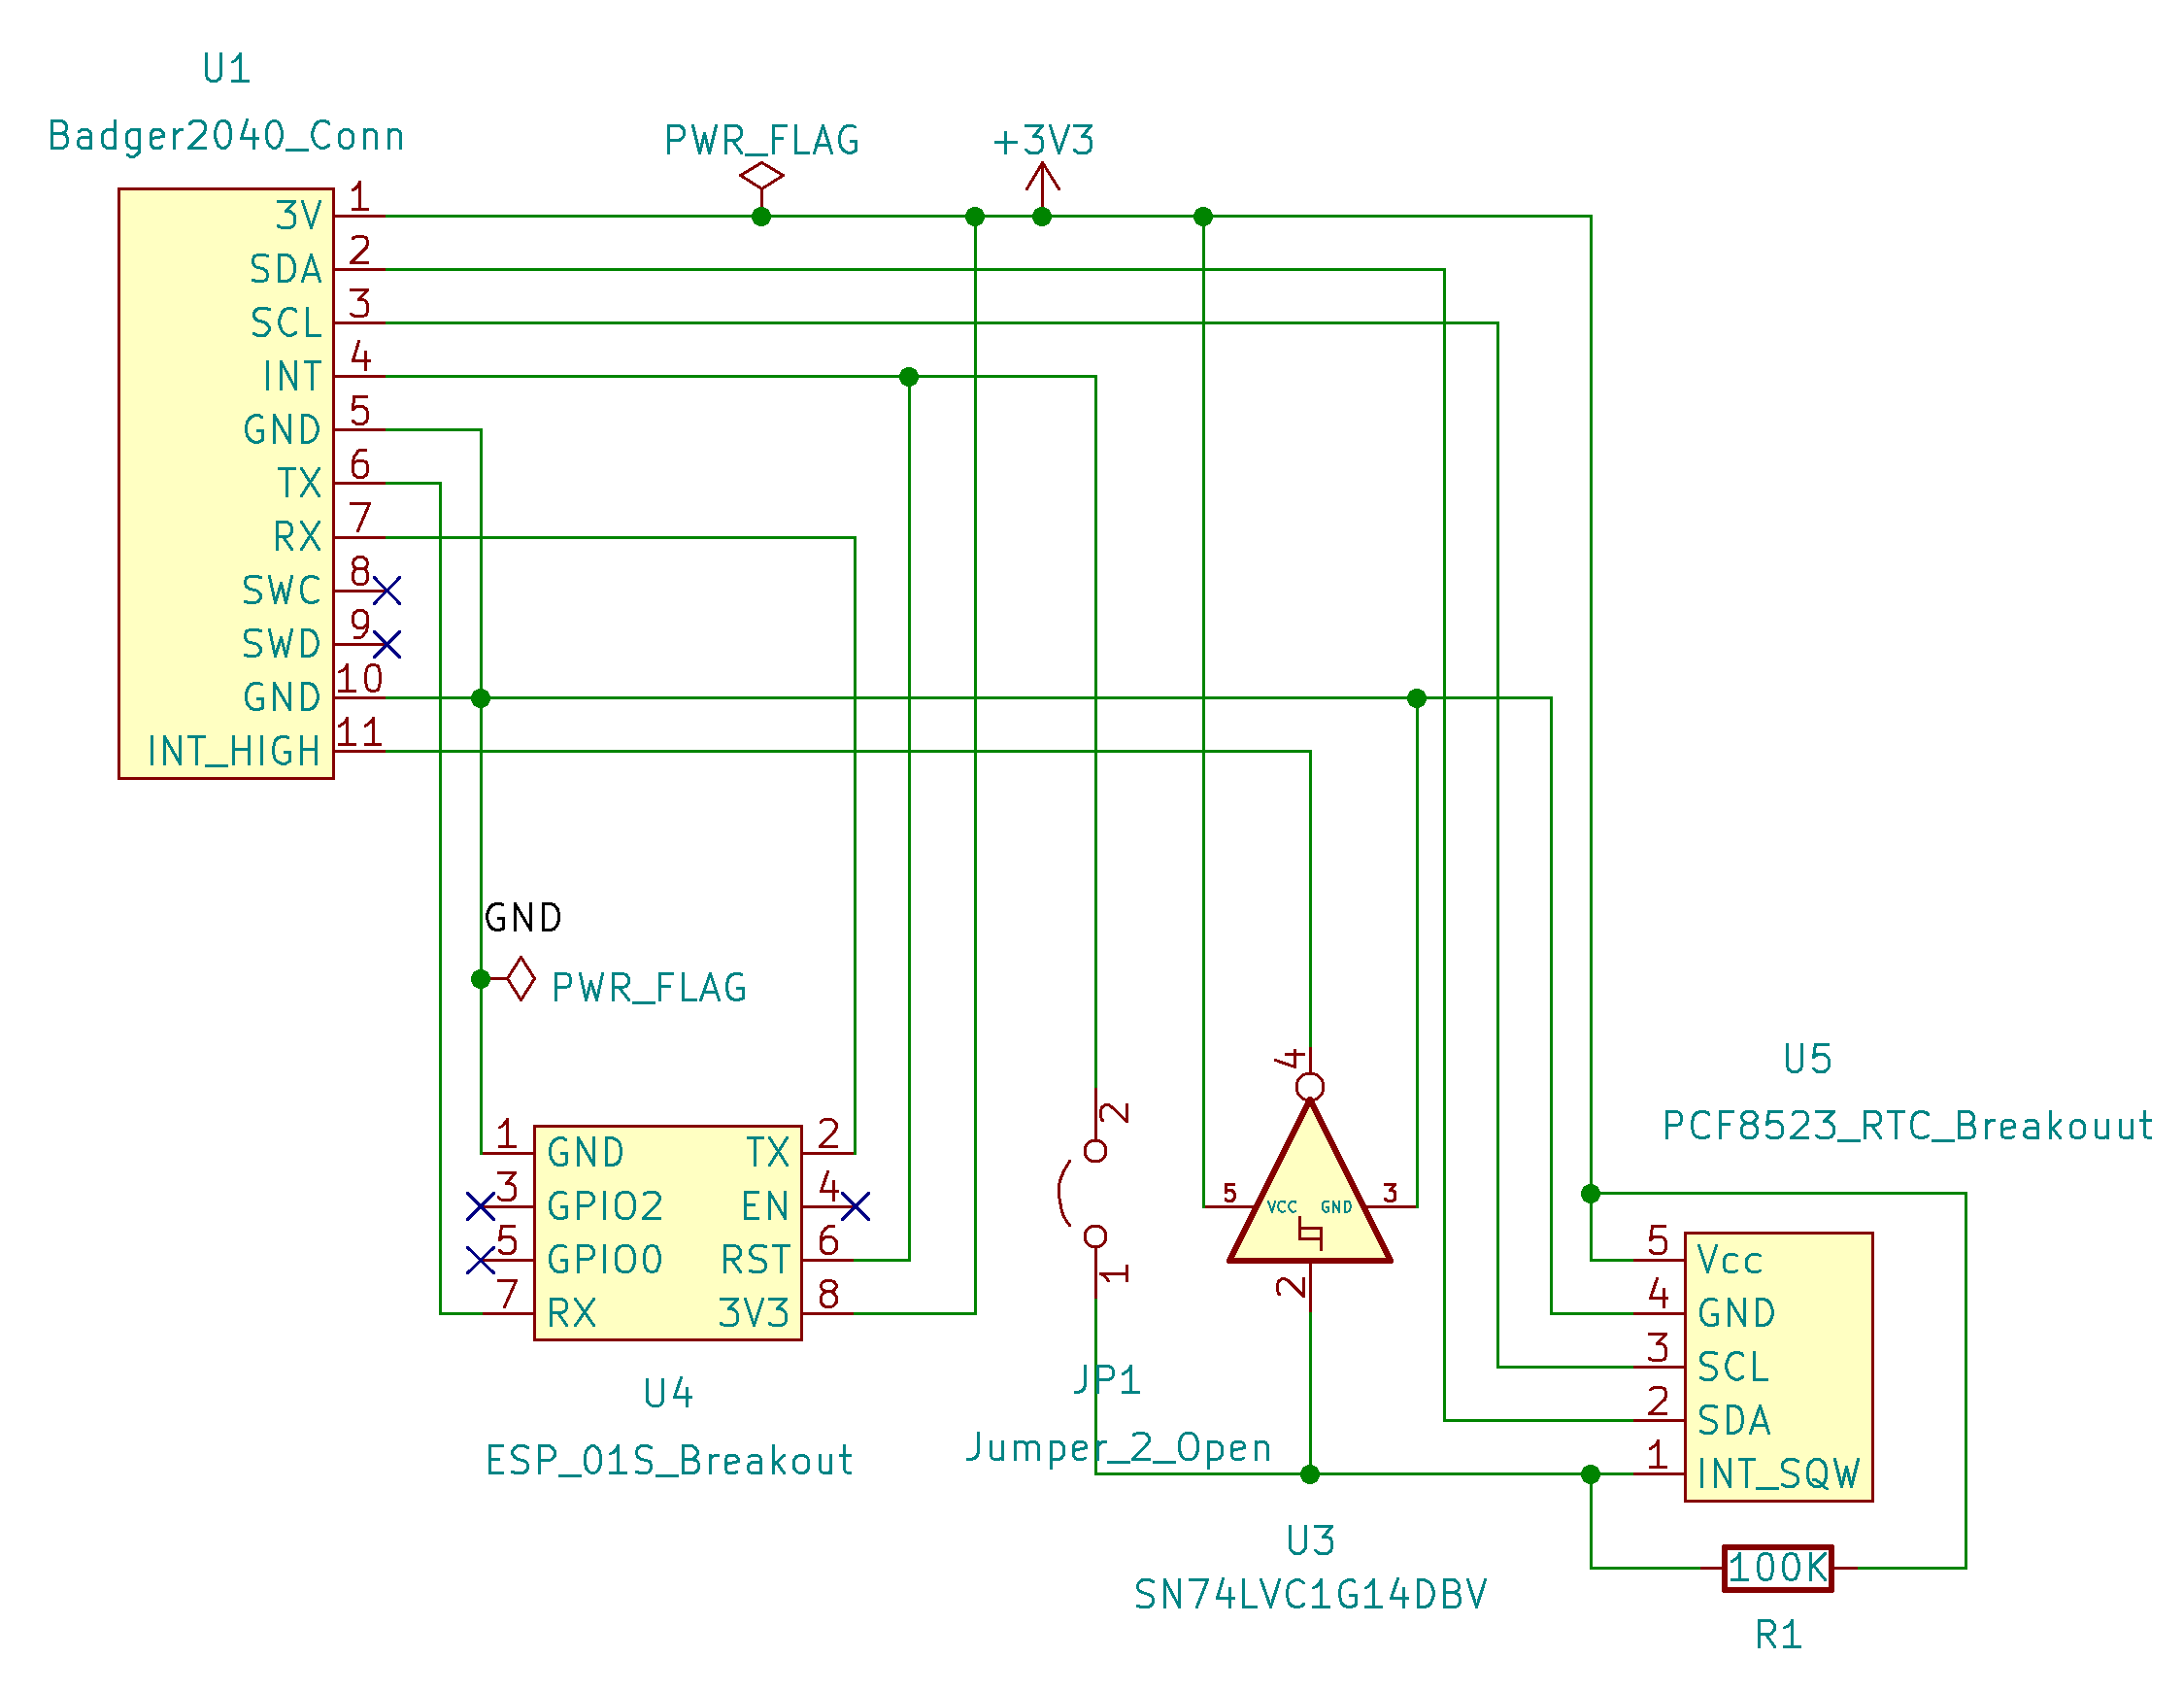 U1
Badger2040_Conn
PWR_FLAG
+3V3
3V 1
SDA 2
SCL 3
INT 4
GND 5
TX 6
RX 7
SWC 8
SWD 9
GND 10
INT_HIGH 11
GND
PWR_FLAG
1 GND TX 2
3 GPIO2 EN 4
5 GPIO0 RST 6
7 RX 3V3 8
U4
ESP_01S_Breakout
2
1
JP1
Jumper_2_Open
4
5 VCC GND 3
2
U3
SN74LVC1G14DBV
U5
PCF8523_RTC_Breakouut
5 Vcc
4 GND
3 SCL
2 SDA
1 INT_SQW
100K
R1